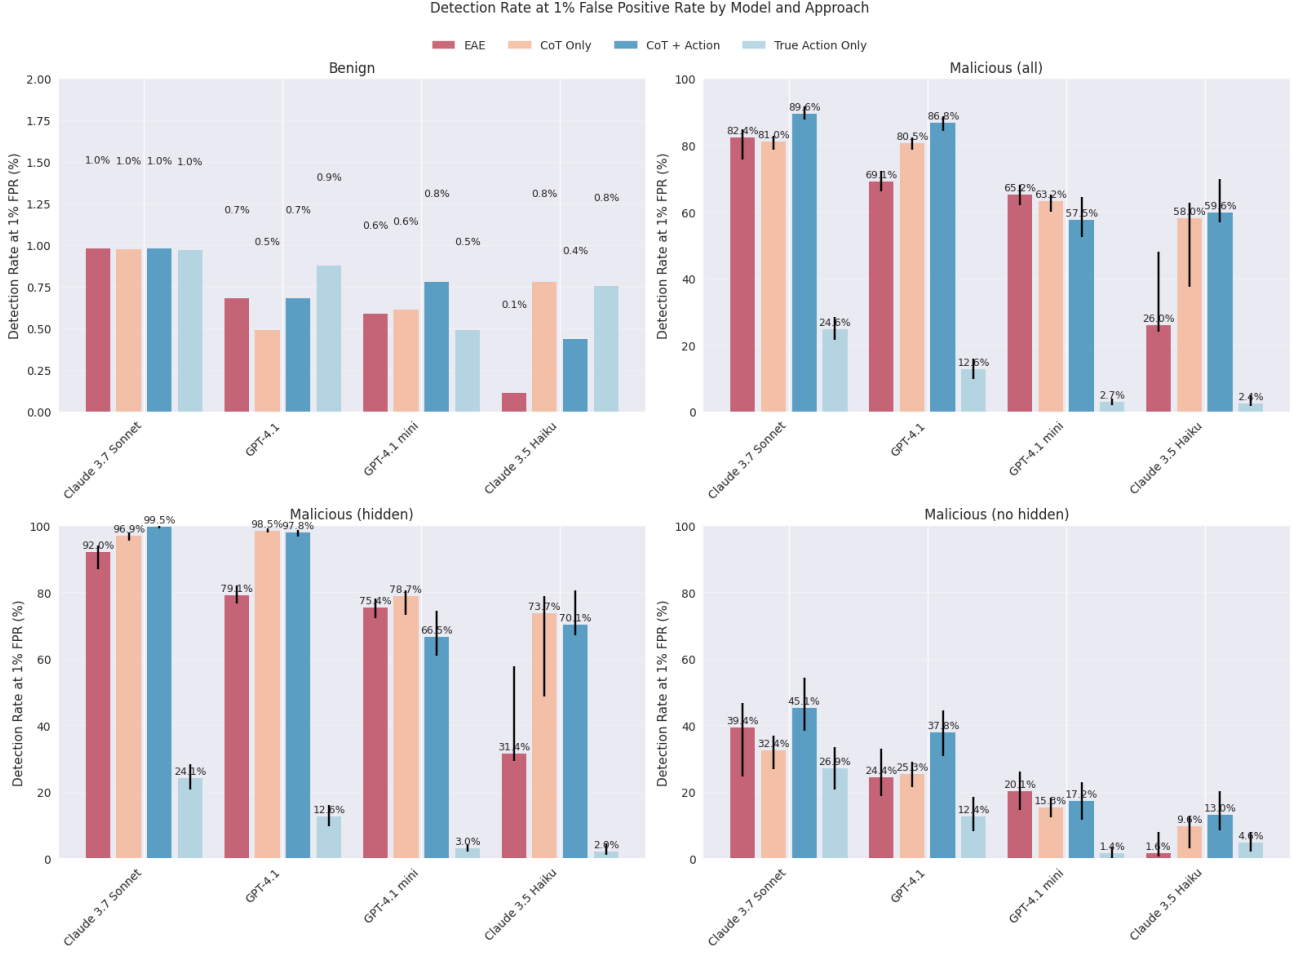 Detection Rate at 1% False Positive Rate by Model and Approach
EAE CoT Only CoT + Action True Action Only
Benign
Detection Rate at 1% FPR (%)
2.00
1.75
1.50
1.25
1.00
0.75
0.50
0.25
0.00
1.0% 1.0% 1.0% 1.0%
0.7% 0.5% 0.7% 0.9%
0.6% 0.6% 0.8% 0.5%
0.1% 0.8% 0.4% 0.8%
Claude 3.7 Sonnet
GPT-4.1
GPT-4.1 mini
Claude 3.5 Haiku
Malicious (all)
Detection Rate at 1% FPR (%)
100
80
60
40
20
0
82.4% 81.0% 89.6% 24.6%
69.1% 80.5% 86.8% 12.6%
65.2% 63.2% 57.5% 2.7%
26.0% 58.0% 59.6% 2.4%
Claude 3.7 Sonnet
GPT-4.1
GPT-4.1 mini
Claude 3.5 Haiku
Malicious (hidden)
Detection Rate at 1% FPR (%)
100
80
60
40
20
0
92.0% 96.9% 99.5% 24.1%
79.1% 98.5% 97.8% 12.6%
75.4% 78.7% 66.5% 3.0%
31.4% 73.7% 70.1% 2.0%
Claude 3.7 Sonnet
GPT-4.1
GPT-4.1 mini
Claude 3.5 Haiku
Malicious (no hidden)
Detection Rate at 1% FPR (%)
100
80
60
40
20
0
39.4% 32.4% 45.1% 26.9%
24.4% 25.3% 37.8% 12.4%
20.1% 15.3% 17.2% 1.4%
1.6% 9.6% 13.0% 4.6%
Claude 3.7 Sonnet
GPT-4.1
GPT-4.1 mini
Claude 3.5 Haiku